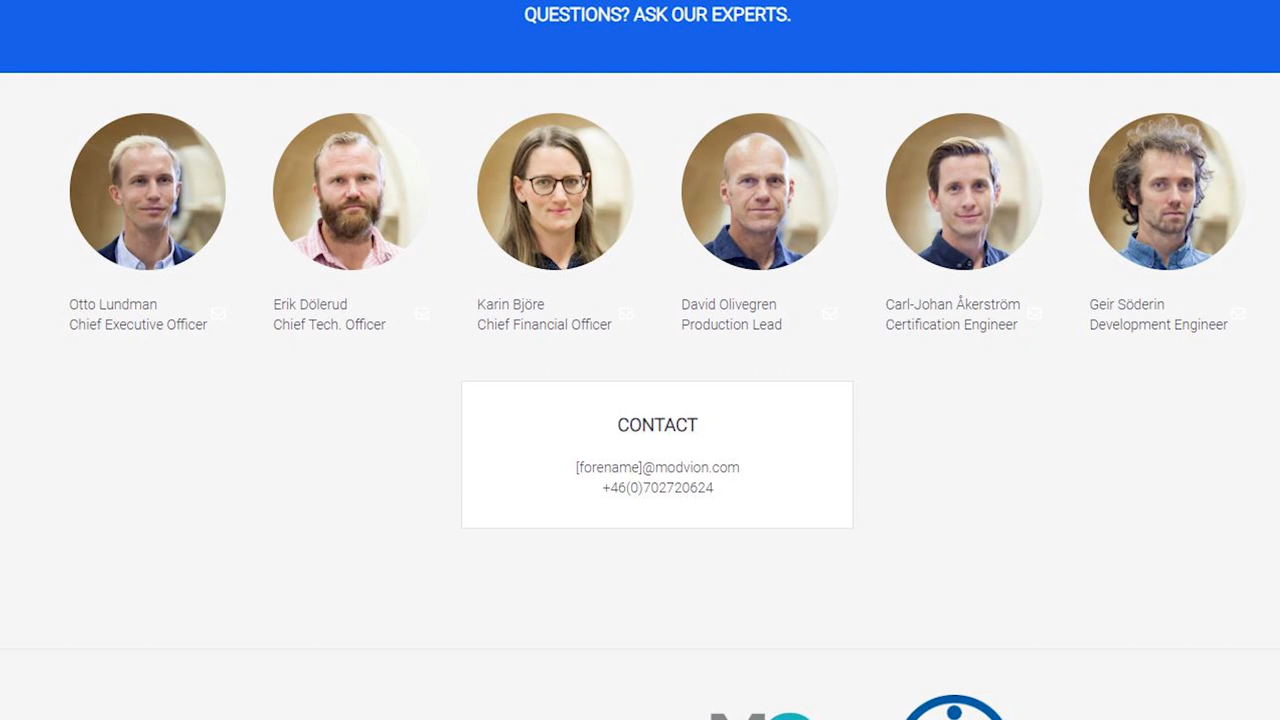 QUESTIONS? ASK OUR EXPERTS.
Otto Lundman
Chief Executive Officer
Erik Dölerud
Chief Tech. Officer
Karin Björe
Chief Financial Officer
David Olivegren
Production Lead
Carl-Johan Åkerström
Certification Engineer
Geir Söderin
Development Engineer
CONTACT
[forename]@modvion.com
+46(0)702720624